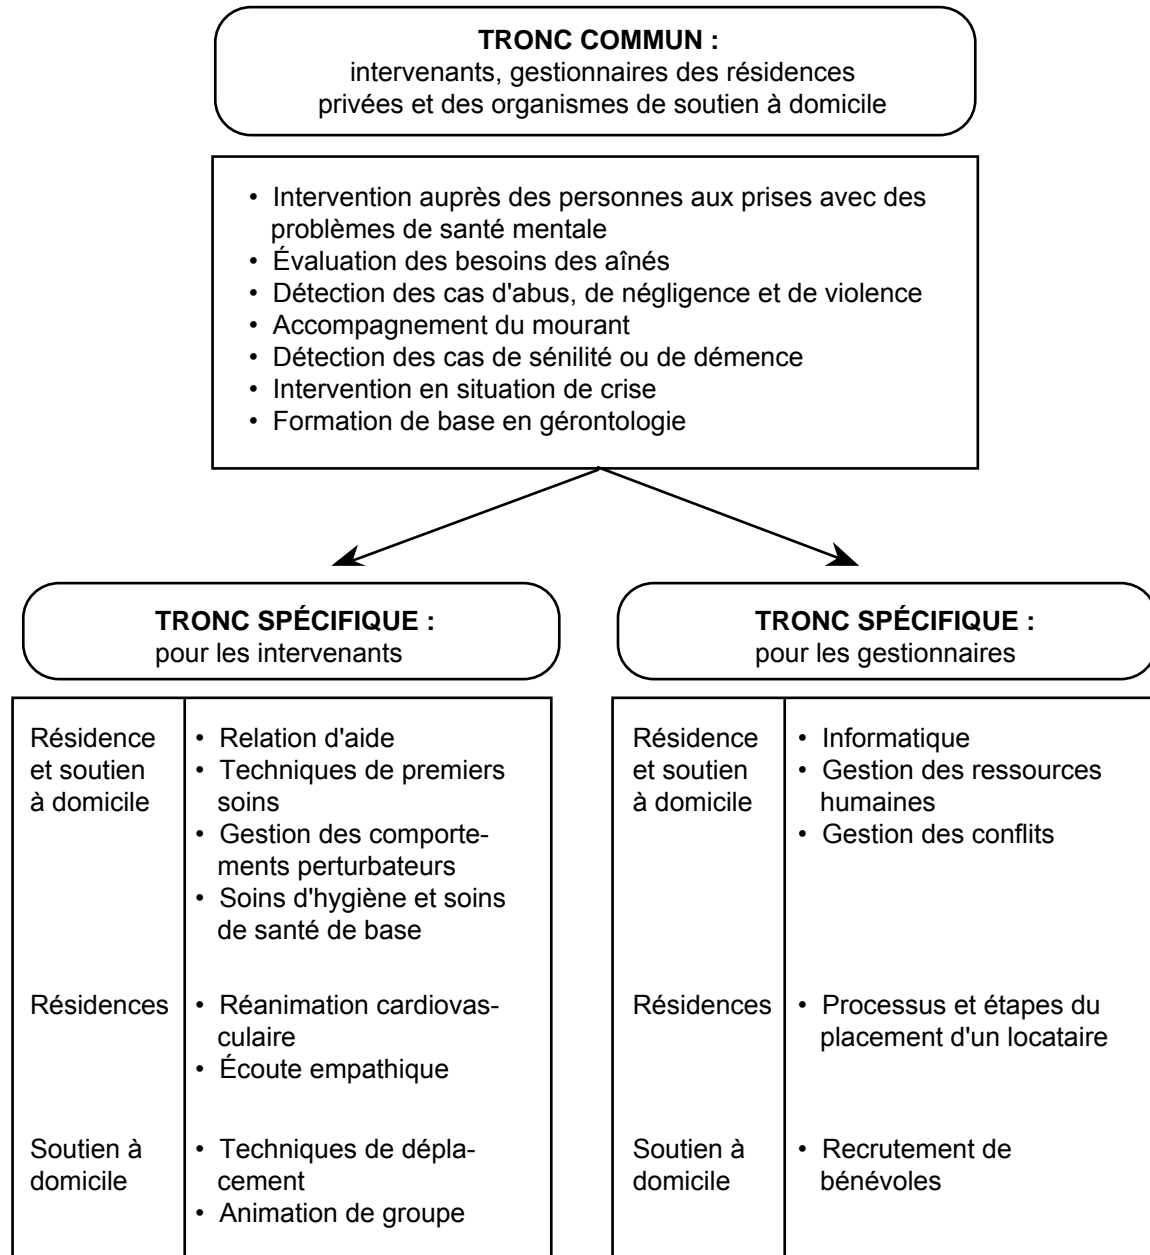 TRONC COMMUN :
intervenants, gestionnaires des résidences
privées et des organismes de soutien à domicile
• Intervention auprès des personnes aux prises avec des
problèmes de santé mentale
• Évaluation des besoins des aînés
• Détection des cas d'abus, de négligence et de violence
• Accompagnement du mourant
• Détection des cas de sénilité ou de démence
• Intervention en situation de crise
• Formation de base en gérontologie
TRONC SPÉCIFIQUE :
pour les intervenants
Résidence
et soutien
à domicile
• Relation d'aide
• Techniques de premiers
soins
• Gestion des comporte-
ments perturbateurs
• Soins d'hygiène et soins
de santé de base
Résidences
• Réanimation cardiovas-
culaire
• Écoute empathique
Soutien à
domicile
• Techniques de dépla-
cement
• Animation de groupe
TRONC SPÉCIFIQUE :
pour les gestionnaires
Résidence
et soutien
à domicile
• Informatique
• Gestion des ressources
humaines
• Gestion des conflits
Résidences
• Processus et étapes du
placement d'un locataire
Soutien à
domicile
• Recrutement de
bénévoles